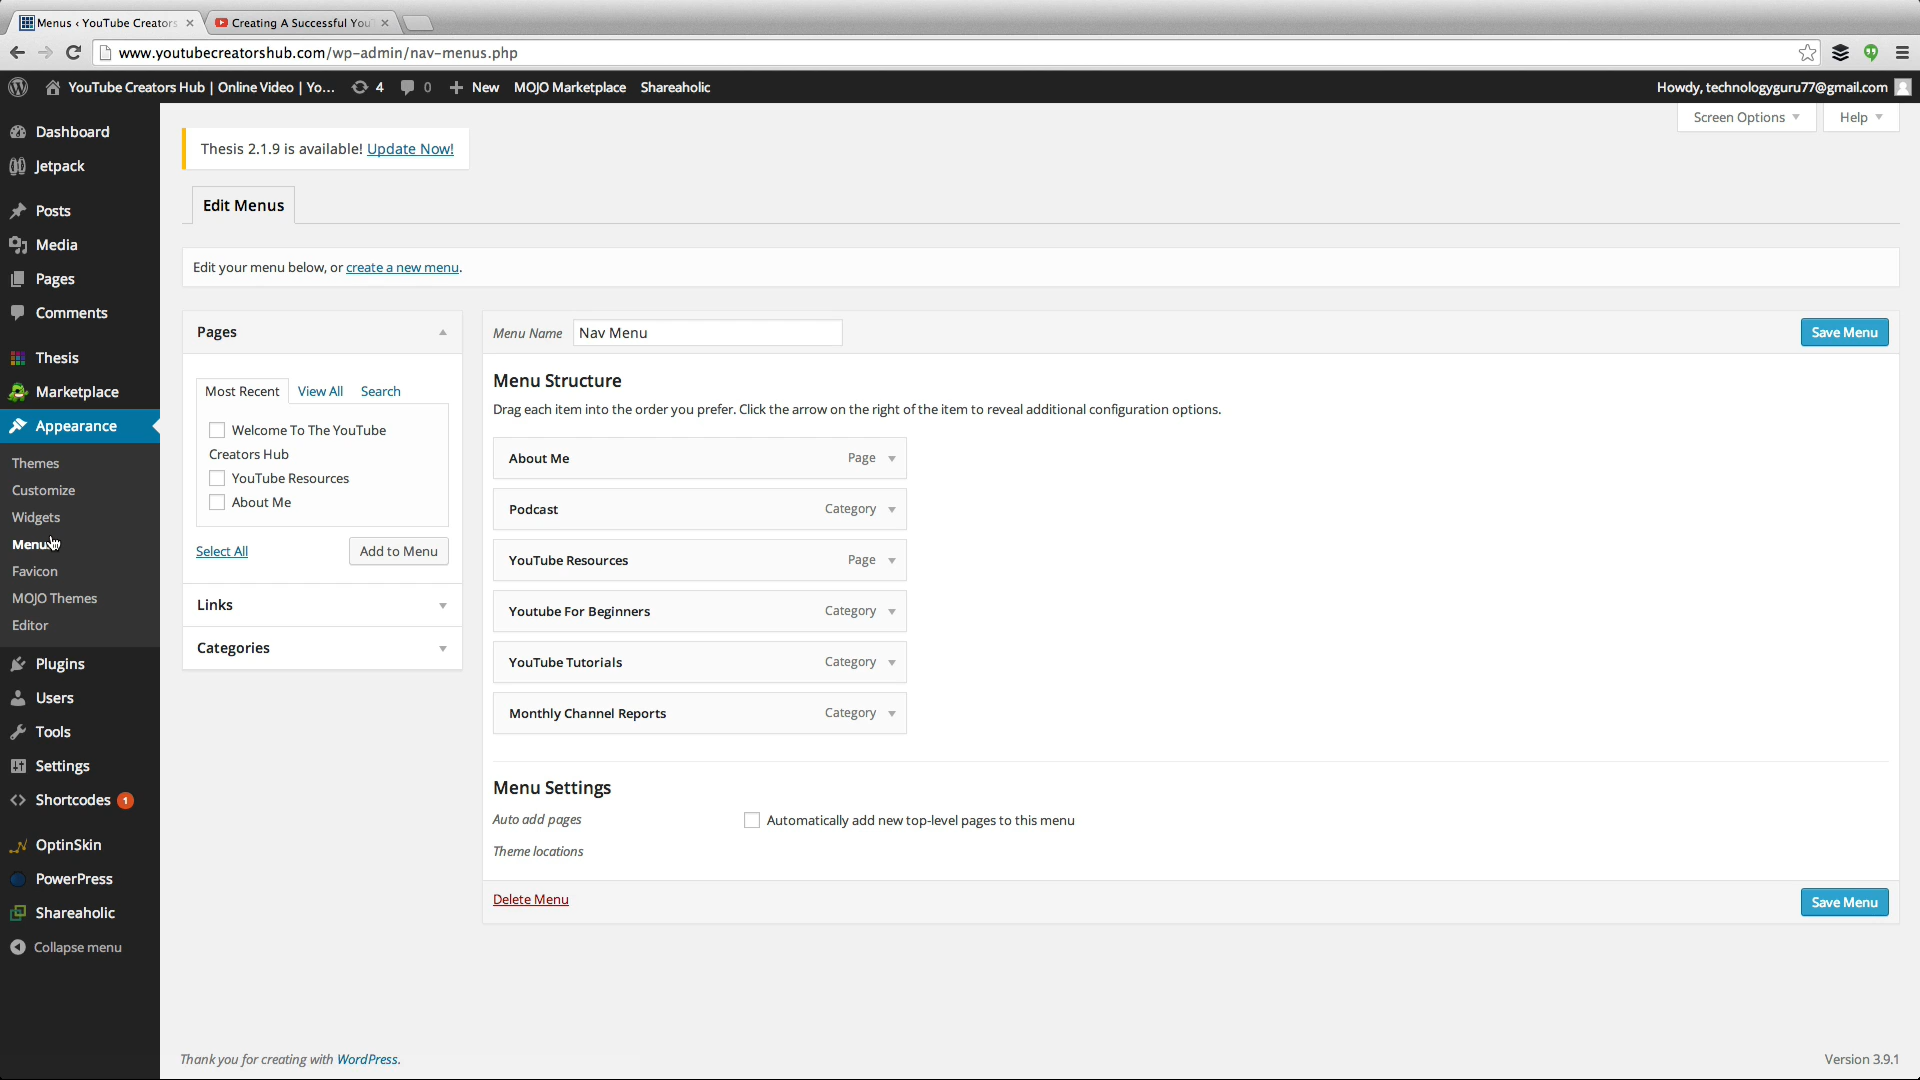 Menus ‹ YouTube Creators
Creating A Successful You
www.youtubecreatorshub.com/wp-admin/nav-menus.php
YouTube Creators Hub | Online Video | Yo... 4 0 New MOJO Marketplace Shareaholic
Howdy, technologyguru77@gmail.com
Screen Options
Help
Dashboard
Jetpack
Posts
Media
Pages
Comments
Thesis
Marketplace
Appearance
Themes
Customize
Widgets
Menus
Favicon
MOJO Themes
Editor
Plugins
Users
Tools
Settings
Shortcodes 1
OptinSkin
PowerPress
Shareaholic
Collapse menu
Thesis 2.1.9 is available! Update Now!
Edit Menus
Edit your menu below, or create a new menu.
Pages
Most Recent View All Search
Welcome To The YouTube
Creators Hub
YouTube Resources
About Me
Select All
Add to Menu
Links
Categories
Menu Name Nav Menu
Save Menu
Menu Structure
Drag each item into the order you prefer. Click the arrow on the right of the item to reveal additional configuration options.
About Me Page
Podcast Category
YouTube Resources Page
Youtube For Beginners Category
YouTube Tutorials Category
Monthly Channel Reports Category
Menu Settings
Auto add pages
Automatically add new top-level pages to this menu
Theme locations
Delete Menu
Save Menu
Thank you for creating with WordPress.
Version 3.9.1